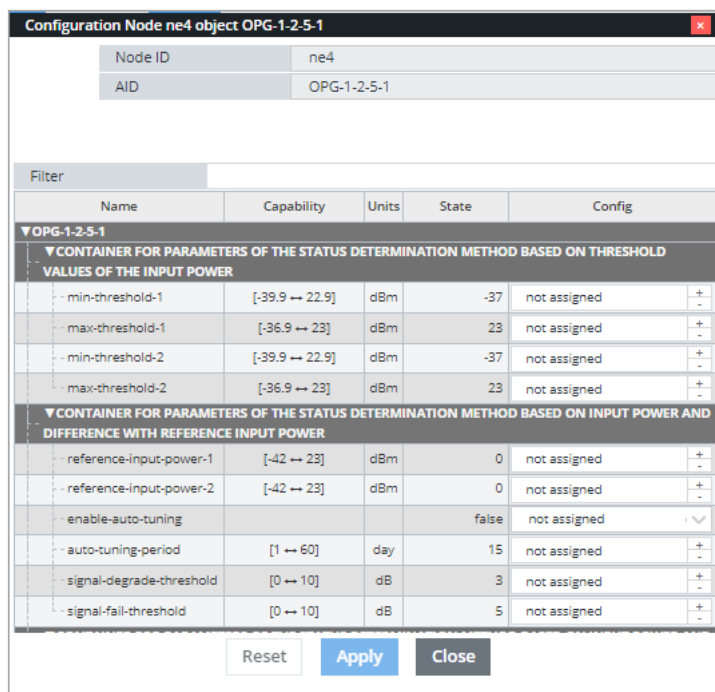 Configuration Node ne4 object OPG-1-2-5-1 ×
Node ID ne4
AID OPG-1-2-5-1
Filter
Name Capability Units State Config
▼OPG-1-2-5-1
▼CONTAINER FOR PARAMETERS OF THE STATUS DETERMINATION METHOD BASED ON THRESHOLD
VALUES OF THE INPUT POWER
min-threshold-1 [-39.9 ↔ 22.9] dBm -37 not assigned + -
max-threshold-1 [-36.9 ↔ 23] dBm 23 not assigned + -
min-threshold-2 [-39.9 ↔ 22.9] dBm -37 not assigned + -
max-threshold-2 [-36.9 ↔ 23] dBm 23 not assigned + -
▼CONTAINER FOR PARAMETERS OF THE STATUS DETERMINATION METHOD BASED ON INPUT POWER AND
DIFFERENCE WITH REFERENCE INPUT POWER
reference-input-power-1 [-42 ↔ 23] dBm 0 not assigned + -
reference-input-power-2 [-42 ↔ 23] dBm 0 not assigned + -
enable-auto-tuning false not assigned
auto-tuning-period [1 ↔ 60] day 15 not assigned + -
signal-degrade-threshold [0 ↔ 10] dB 3 not assigned + -
signal-fail-threshold [0 ↔ 10] dB 5 not assigned + -
Reset Apply Close